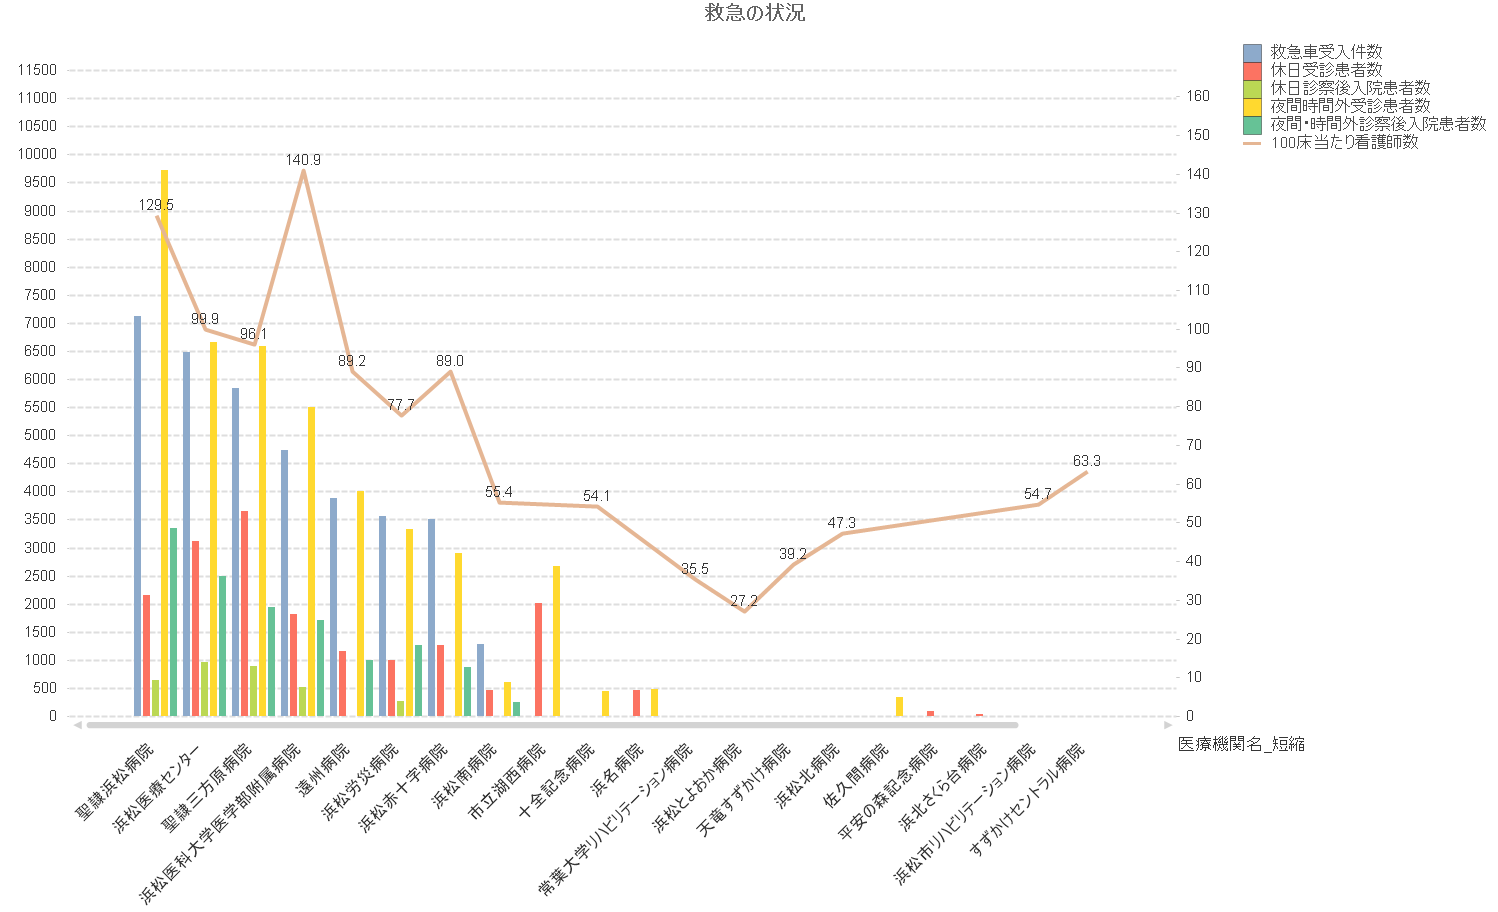 救急の状況
救急車受入件数
休日受診患者数
休日診察後入院患者数
夜間時間外受診患者数
夜間・時間外診察後入院患者数
100床当たり看護師数
11500
11000
10500
10000
9500
9000
8500
8000
7500
7000
6500
6000
5500
5000
4500
4000
3500
3000
2500
2000
1500
1000
500
0
160
150
140
130
120
110
100
90
80
70
60
50
40
30
20
10
0
129.5
99.9
96.1
140.9
89.2
77.7
89.0
55.4
54.1
35.5
27.2
39.2
47.3
54.7
63.3
聖隷浜松病院
浜松医療センター
聖隷三方原病院
浜松医科大学医学部附属病院
遠州病院
浜松労災病院
浜松赤十字病院
浜松南病院
市立湖西病院
十全記念病院
浜名病院
常葉大学リハビリテーション病院
浜松とよおか病院
天竜すずかけ病院
浜松北病院
佐久間病院
平安の森記念病院
浜北さくら台病院
浜松市リハビリテーション病院
すずかけセントラル病院
医療機関名_短縮